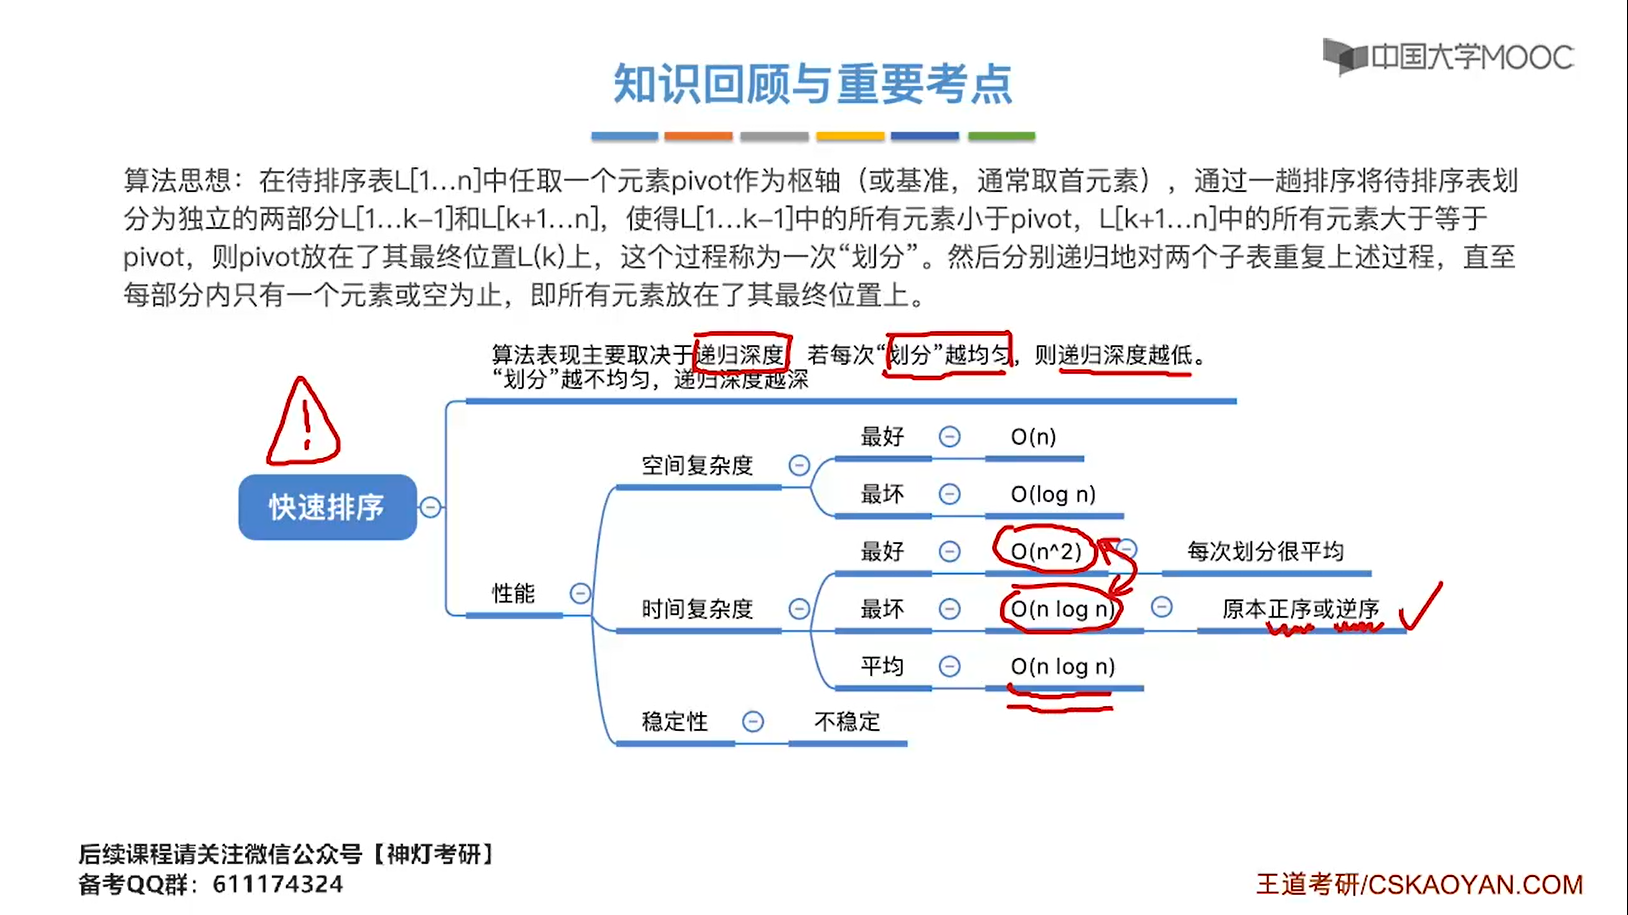 中国大学MOOC
知识回顾与重要考点
算法思想：在待排序表L[1…n]中任取一个元素pivot作为枢轴（或基准，通常取首元素），通过一趟排序将待排序表划
分为独立的两部分L[1…k-1]和L[k+1…n]，使得L[1…k-1]中的所有元素小于pivot，L[k+1…n]中的所有元素大于等于
pivot，则pivot放在了其最终位置L(k)上，这个过程称为一次“划分”。然后分别递归地对两个子表重复上述过程，直至
每部分内只有一个元素或空为止，即所有元素放在了其最终位置上。
算法表现主要取决于递归深度，若每次“划分”越均匀，则递归深度越低。
“划分”越不均匀，递归深度越深
快速排序
性能
空间复杂度
最好
O(n)
最坏
O(log n)
时间复杂度
最好
O(n^2)
每次划分很平均
最坏
O(n log n)
原本正序或逆序
平均
O(n log n)
稳定性
不稳定
后续课程请关注微信公众号【神灯考研】
备考QQ群：611174324
王道考研/CSKAOYAN.COM